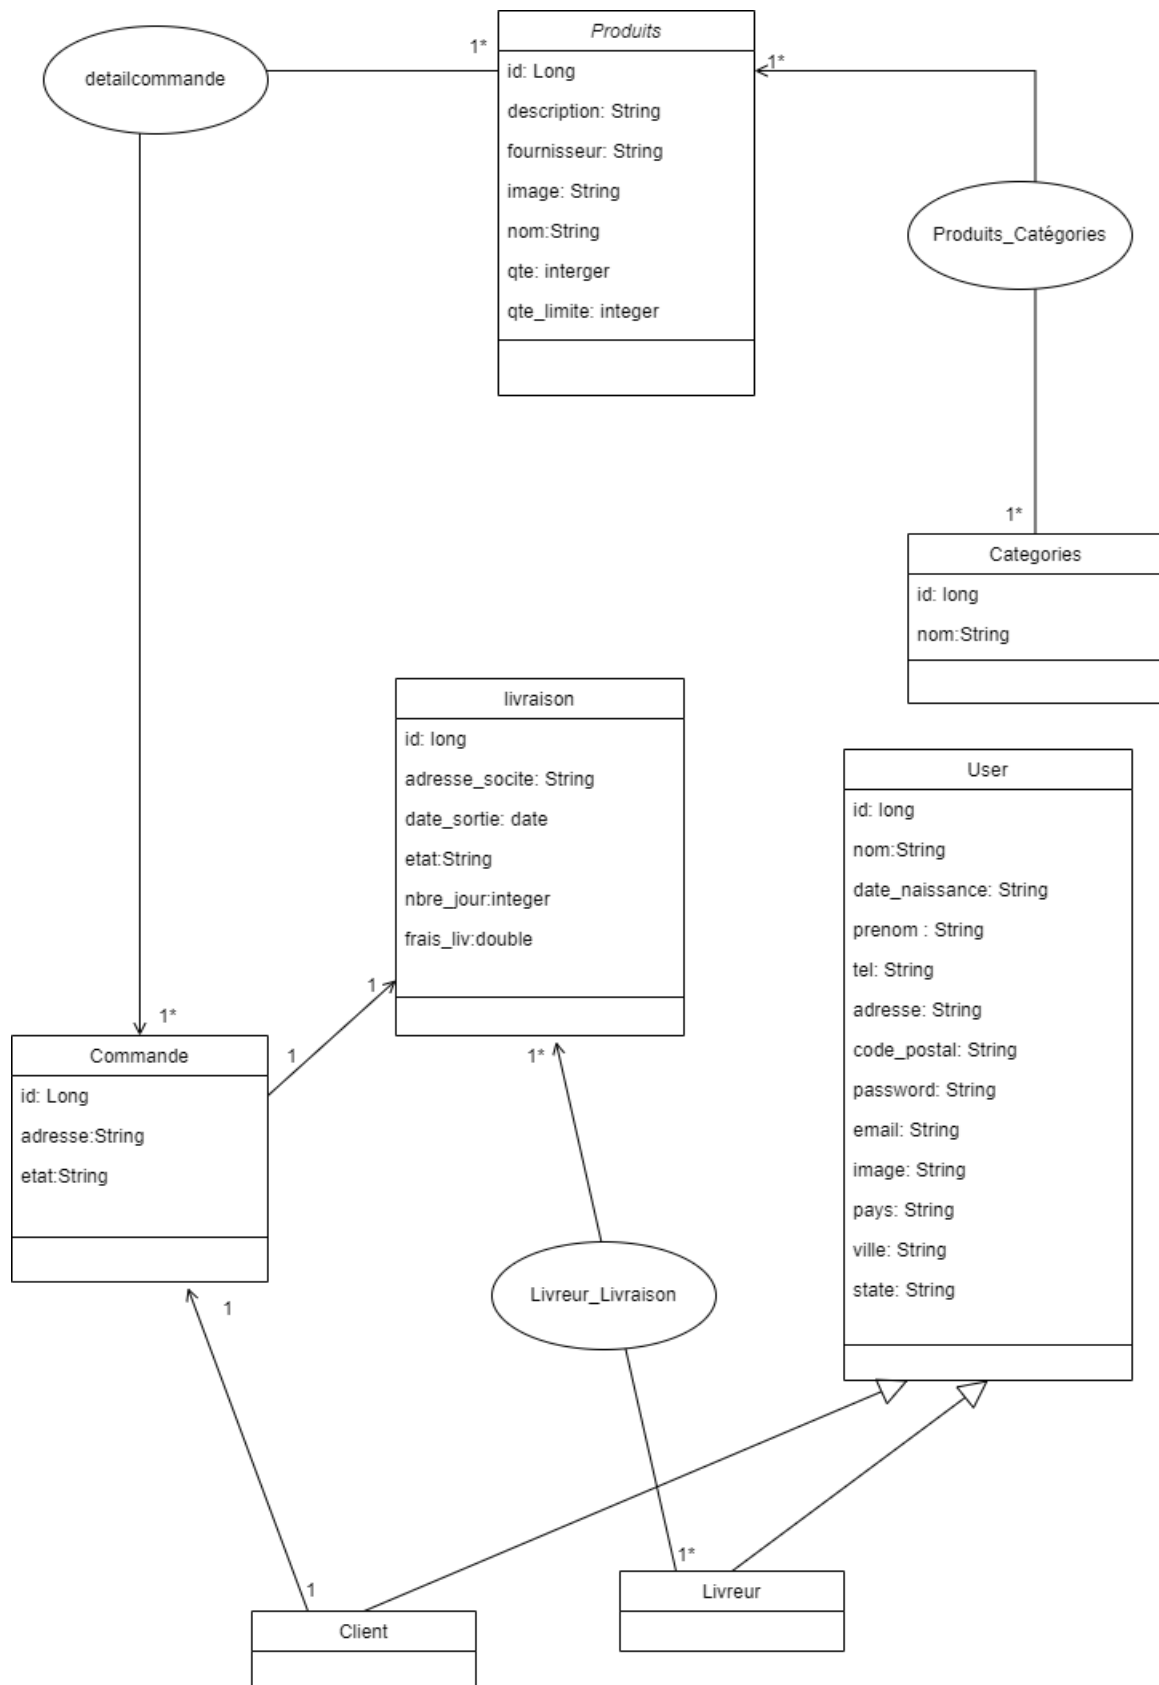 Produits
id: Long
description: String
fournisseur: String
image: String
nom:String
qte: interger
qte_limite: integer
detailcommande
1*
1*
Produits_Catégories
1*
Categories
id: long
nom:String
livraison
id: long
adresse_socite: String
date_sortie: date
etat:String
nbre_jour:integer
frais_liv:double
User
id: long
nom:String
date_naissance: String
prenom : String
tel: String
adresse: String
code_postal: String
password: String
email: String
image: String
pays: String
ville: String
state: String
1*
1
1
Commande
id: Long
adresse:String
etat:String
1*
Livreur_Livraison
1
1*
Livreur
1
Client